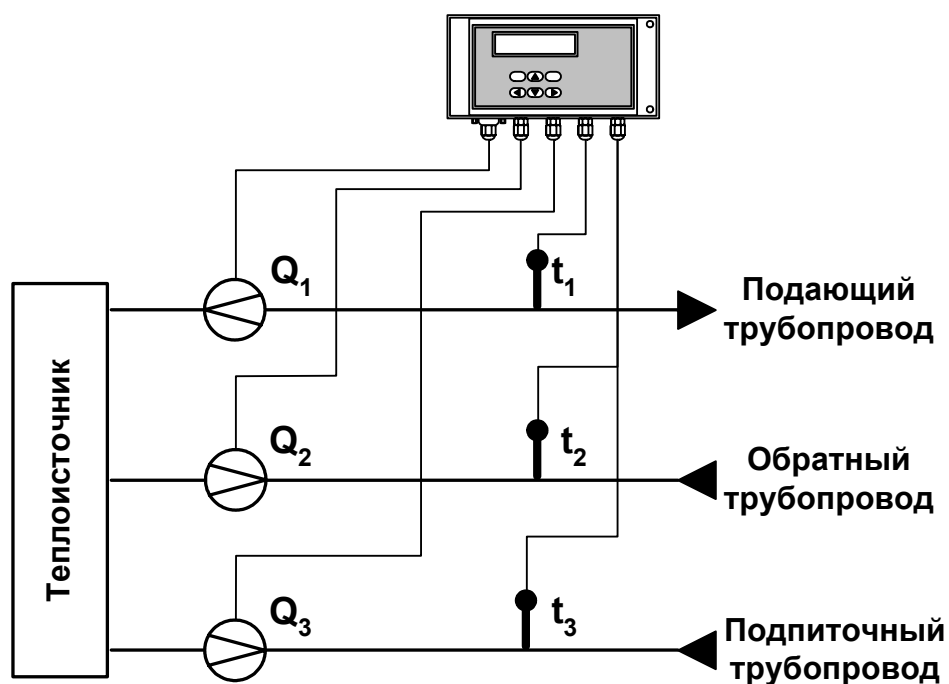 Теплоисточник
Q₁
t₁
Подающий
трубопровод
Q₂
t₂
Обратный
трубопровод
Q₃
t₃
Подпиточный
трубопровод